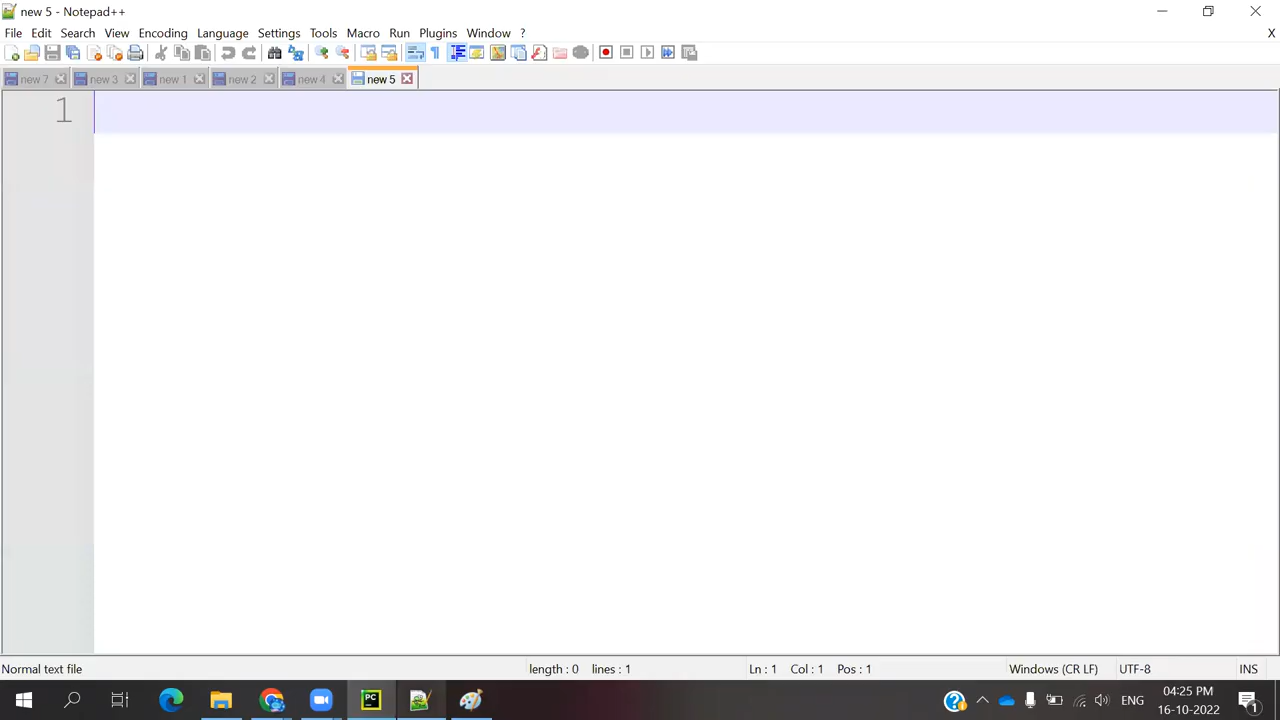 new 5 - Notepad++
File Edit Search View Encoding Language Settings Tools Macro Run Plugins Window ? X
new 7 new 3 new 1 new 2 new 4 new 5
1
Normal text file length : 0 lines : 1 Ln : 1 Col : 1 Pos : 1 Windows (CR LF) UTF-8 INS
PC ENG 04:25 PM
16-10-2022 1